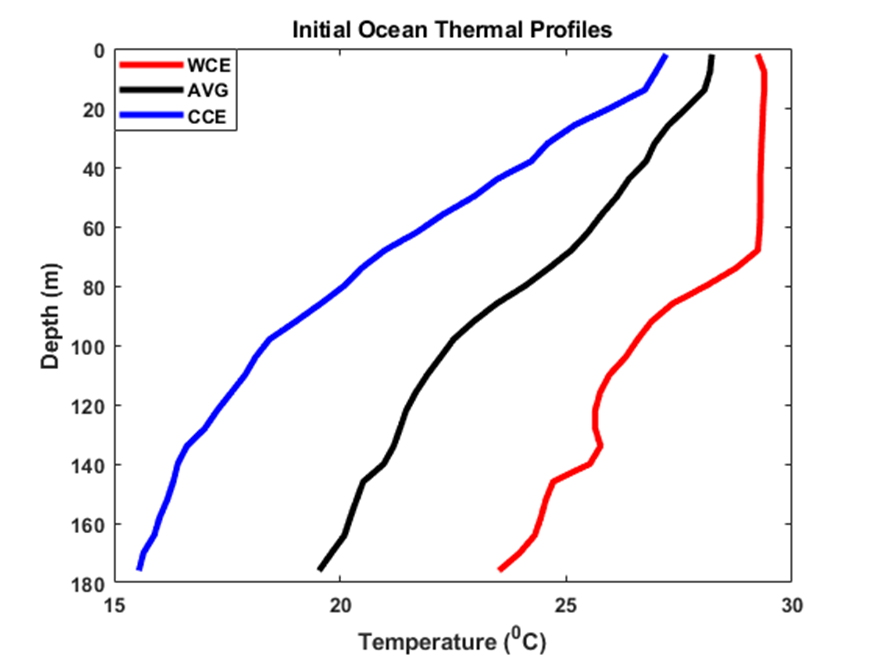 Initial Ocean Thermal Profiles
WCE
AVG
CCE
0
20
40
60
80
100
120
140
160
180
Depth (m)
15 20 25 30
Temperature (⁰C)